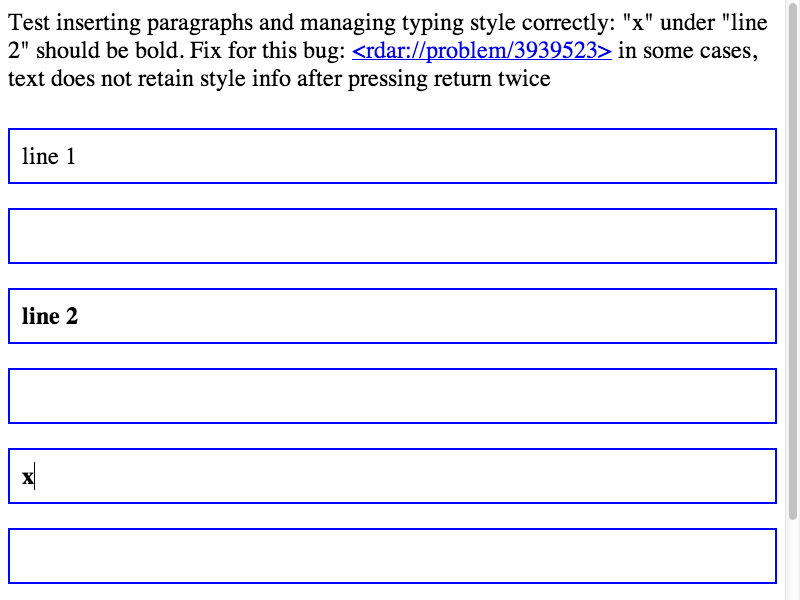 Test inserting paragraphs and managing typing style correctly: "x" under "line
2" should be bold. Fix for this bug: <rdar://problem/3939523> in some cases,
text does not retain style info after pressing return twice
line 1
line 2
x